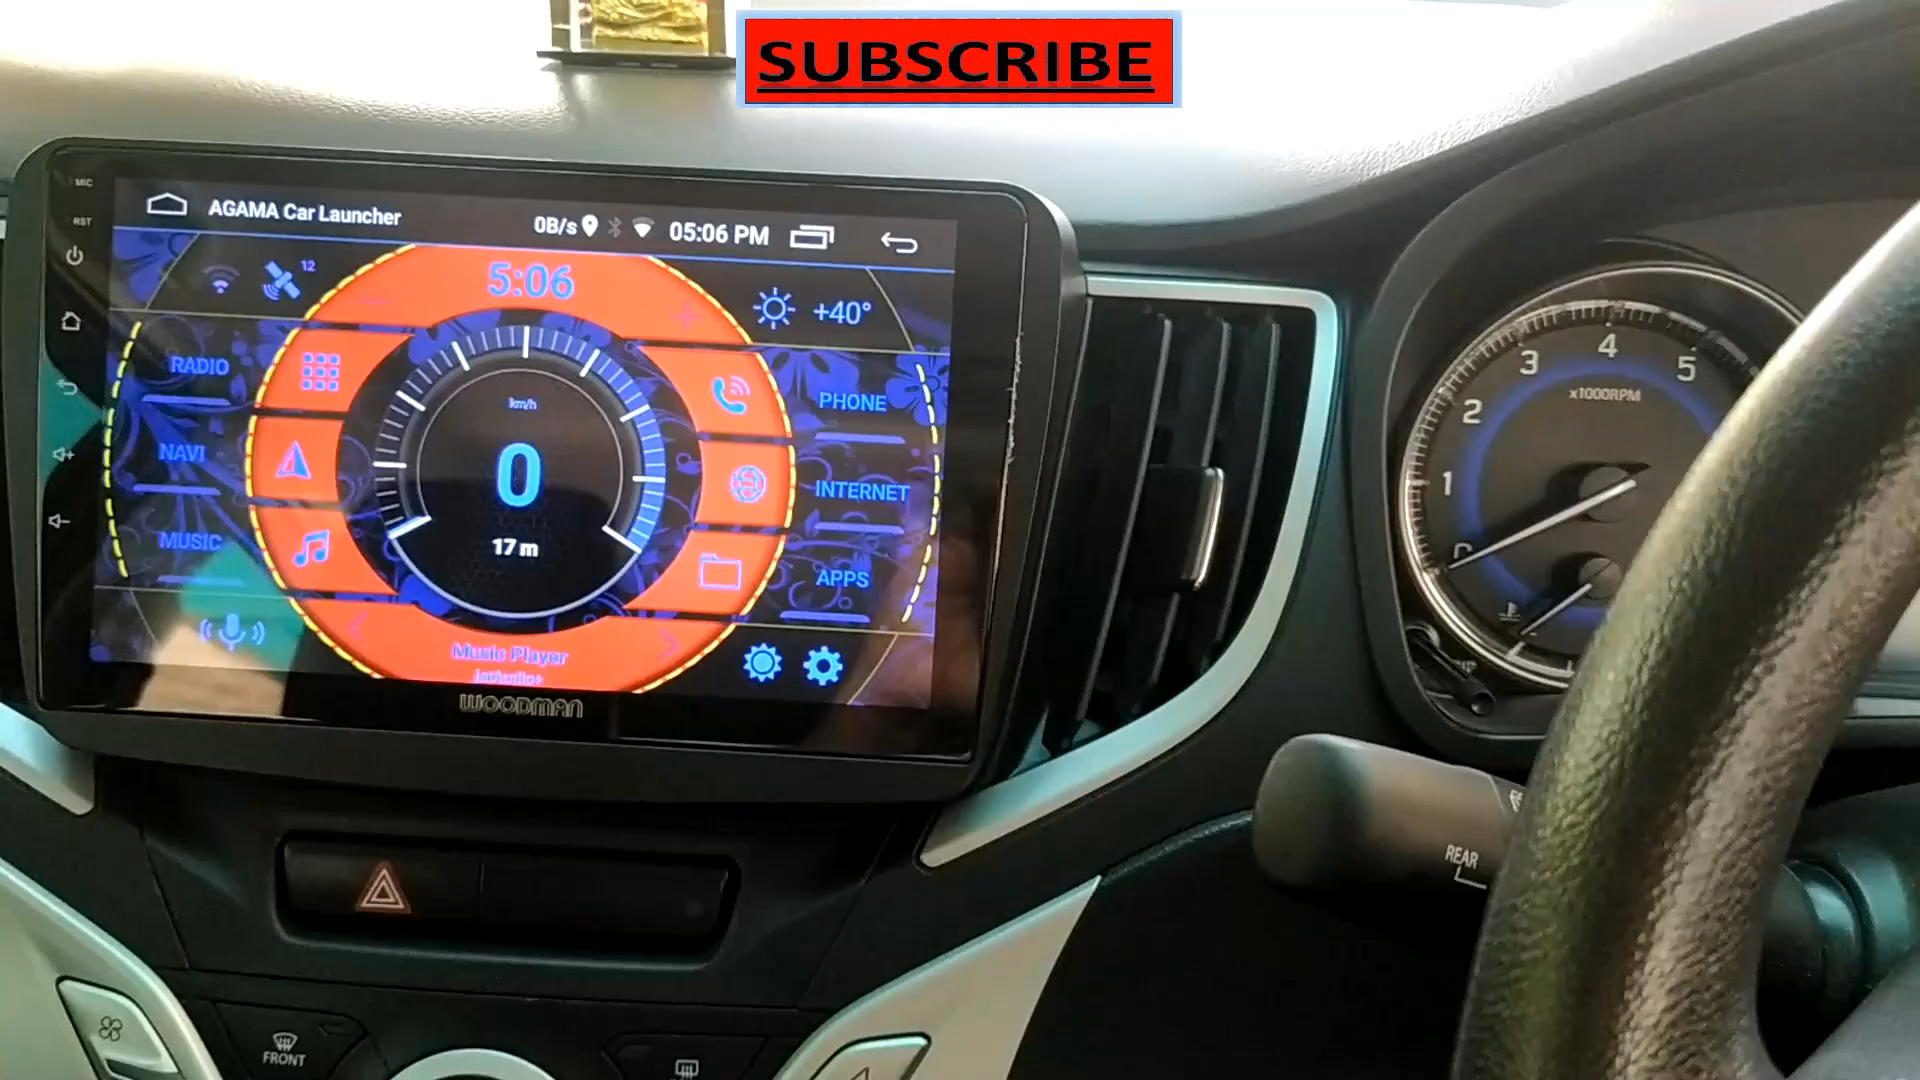 SUBSCRIBE
MIC
RST
AGAMA Car Launcher
0B/s
05:06 PM
12
5:06
+40°
RADIO
NAVI
MUSIC
km/h
0
17 m
PHONE
INTERNET
APPS
Music Player
WOODMAN
1
2
3
4
5
x1000RPM
REAR
FRONT